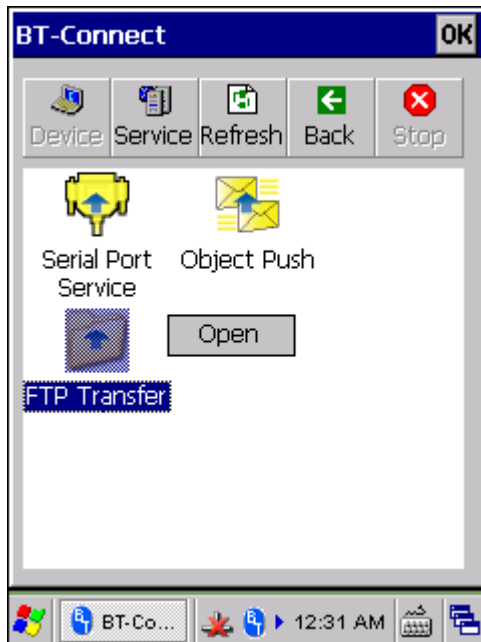 BT-Connect OK
Device Service Refresh Back Stop
Serial Port Service
Object Push
FTP Transfer
Open
BT-Co... 12:31 AM